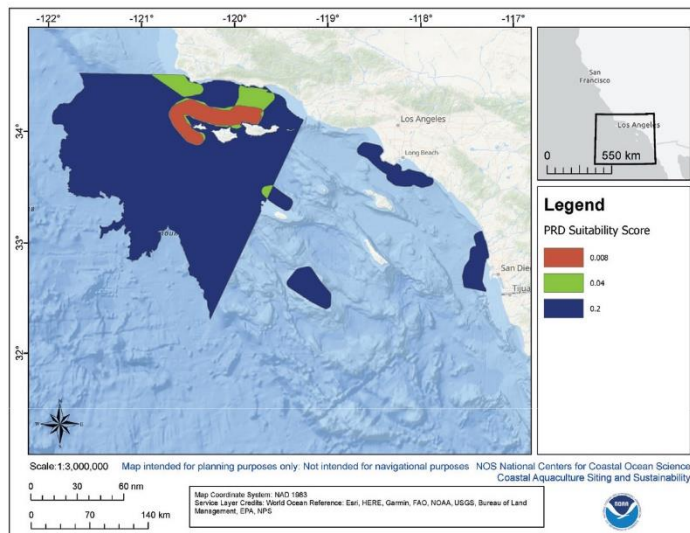 -122° -121° -120° -119° -118° -117°
34°
33°
32°
Los Angeles
Long Beach
San Die
Tijua
San
Francisco
Los Angeles
0 550 km
Legend
PRD Suitability Score
0.008
0.04
0.2
Scale: 1:3,000,000 Map intended for planning purposes only. Not intended for navigational purposes NOS National Centers for Coastal Ocean Science
Coastal Aquaculture Siting and Sustainability
0 30 60 nm
0 70 140 km
Map Coordinate System: NAD 1983
Service Layer Credits: World Ocean Reference: Esri, HERE, Garmin, FAO, NOAA, USGS, Bureau of Land
Management, EPA, NPS
NOAA